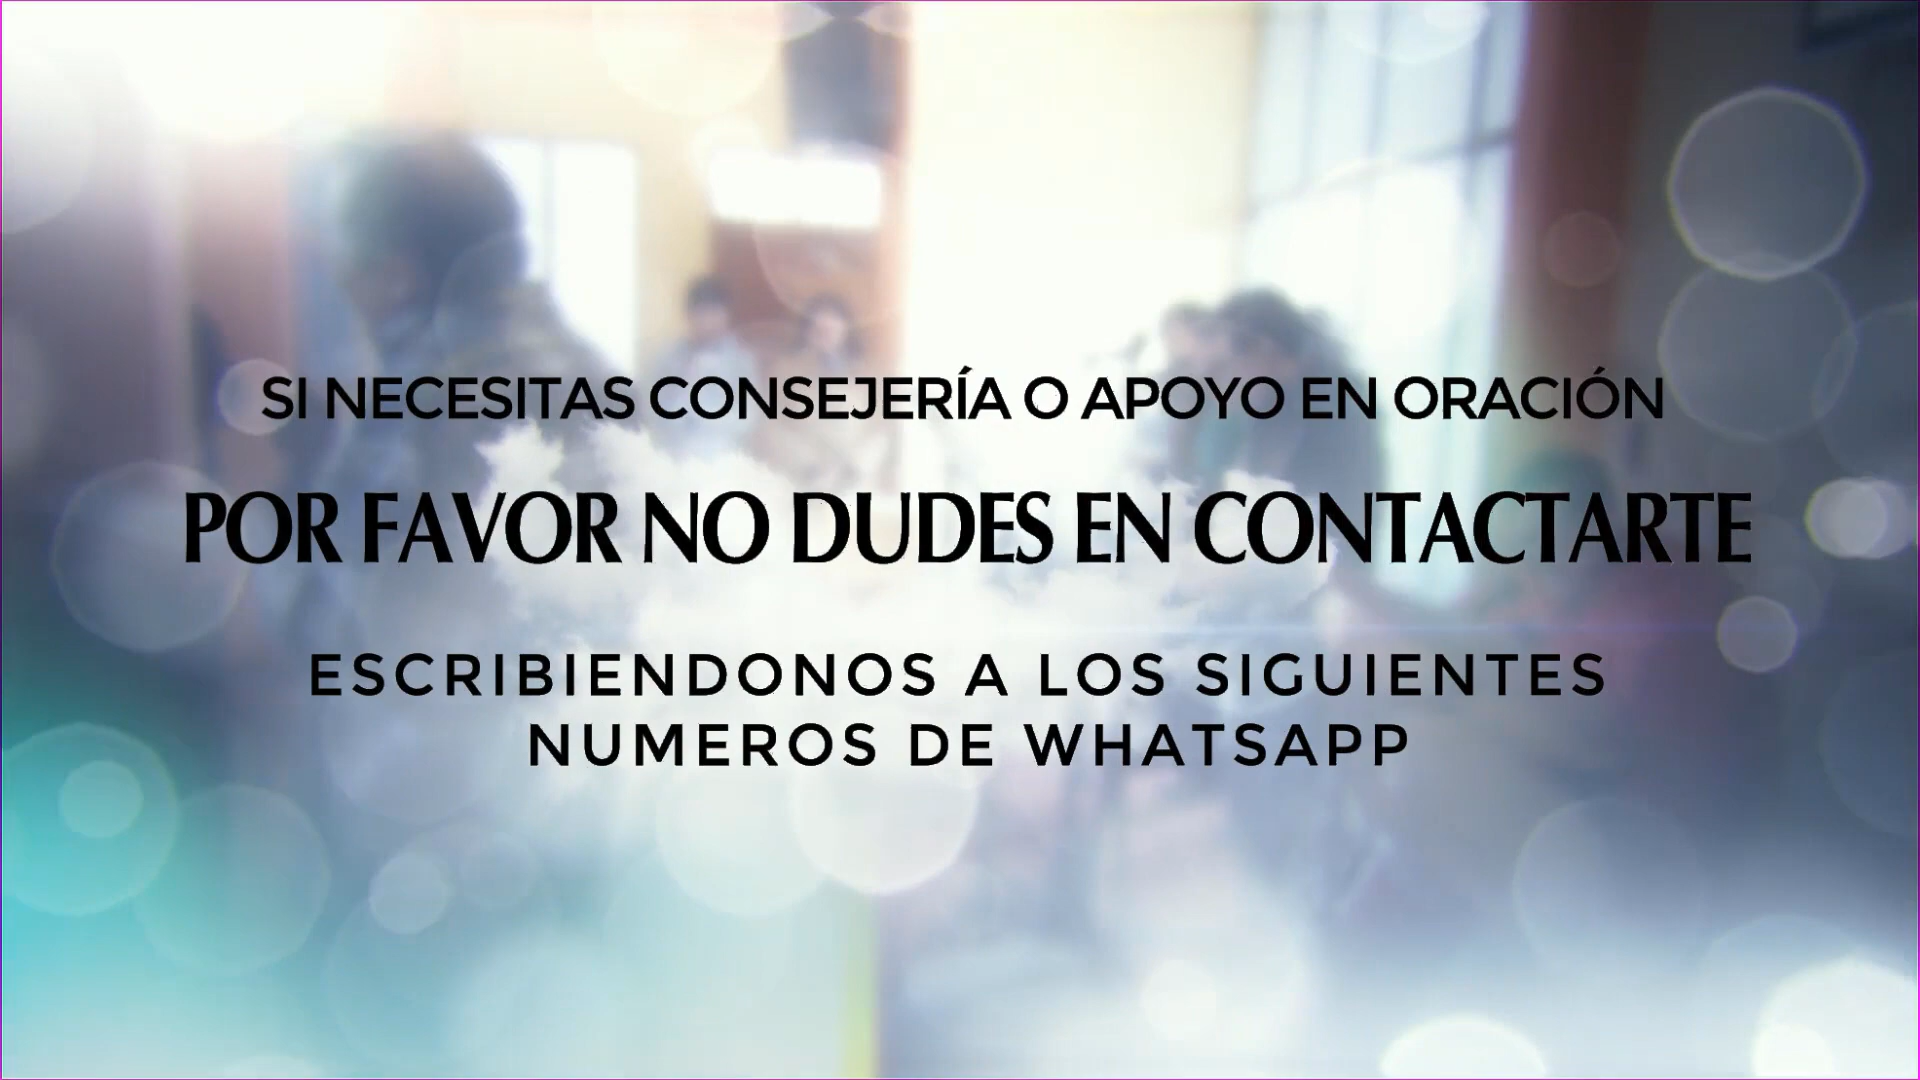 SI NECESITAS CONSEJERÍA O APOYO EN ORACIÓN
POR FAVOR NO DUDES EN CONTACTARTE
ESCRIBIENDONOS A LOS SIGUIENTES
NUMEROS DE WHATSAPP